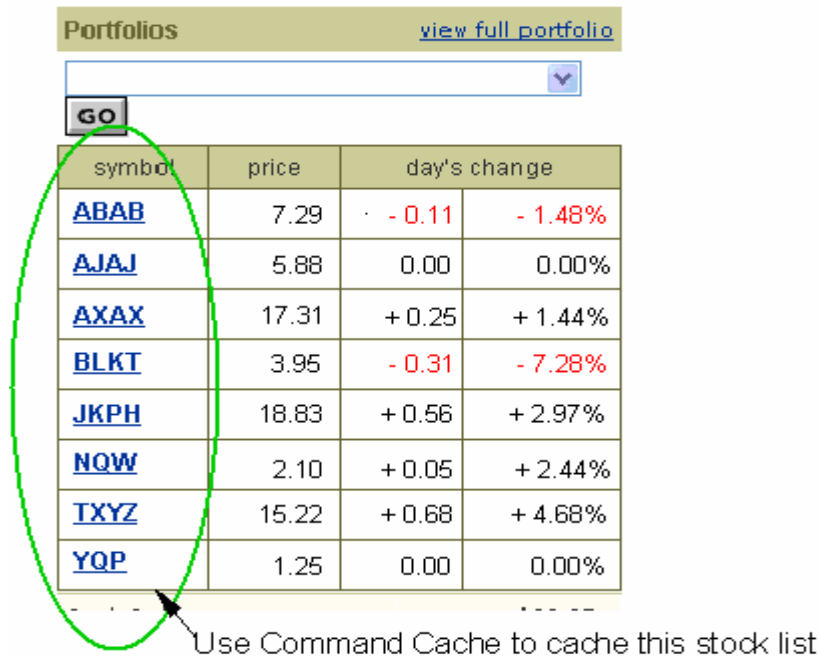 Portfolios view full portfolio
GO
symbol price day's change
ABAB 7.29 - 0.11 - 1.48%
AJAJ 5.88 0.00 0.00%
AXAX 17.31 + 0.25 + 1.44%
BLKT 3.95 - 0.31 - 7.28%
JKPH 18.83 + 0.56 + 2.97%
NQW 2.10 + 0.05 + 2.44%
TXYZ 15.22 + 0.68 + 4.68%
YQP 1.25 0.00 0.00%
Use Command Cache to cache this stock list